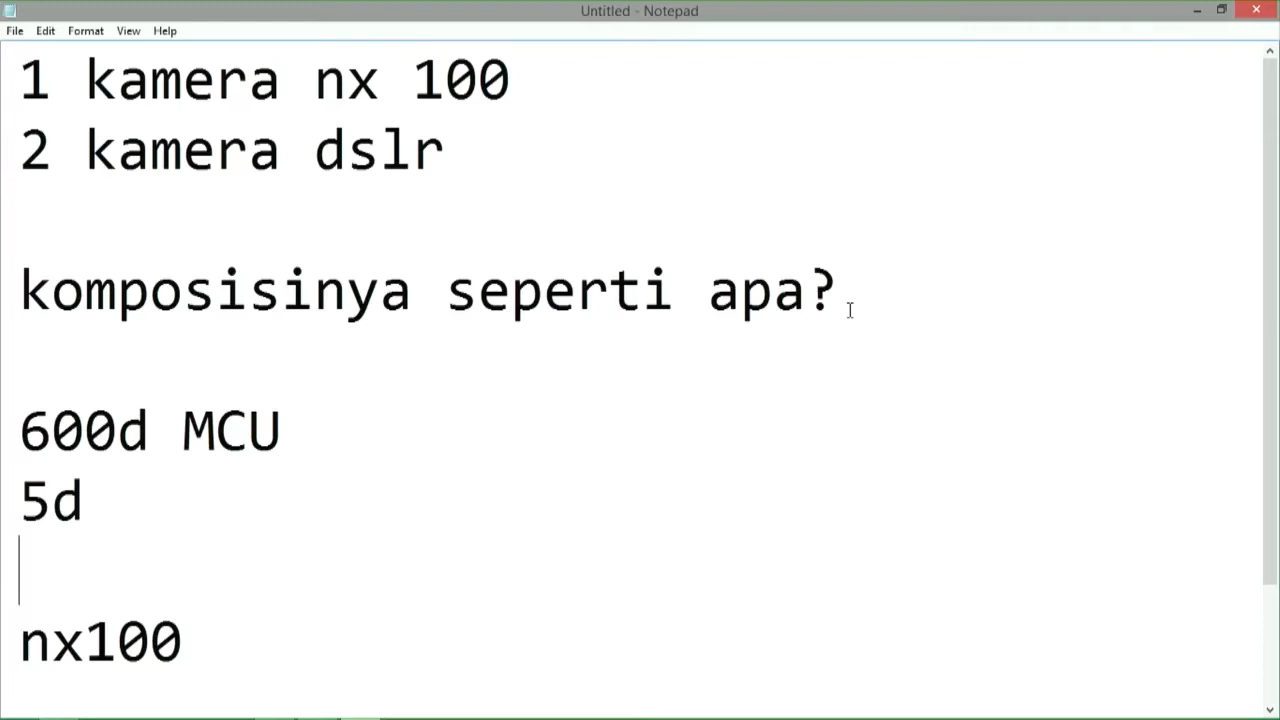 Untitled - Notepad
File Edit Format View Help
1 kamera nx 100
2 kamera dslr
komposisinya seperti apa?
600d MCU
5d
nx100